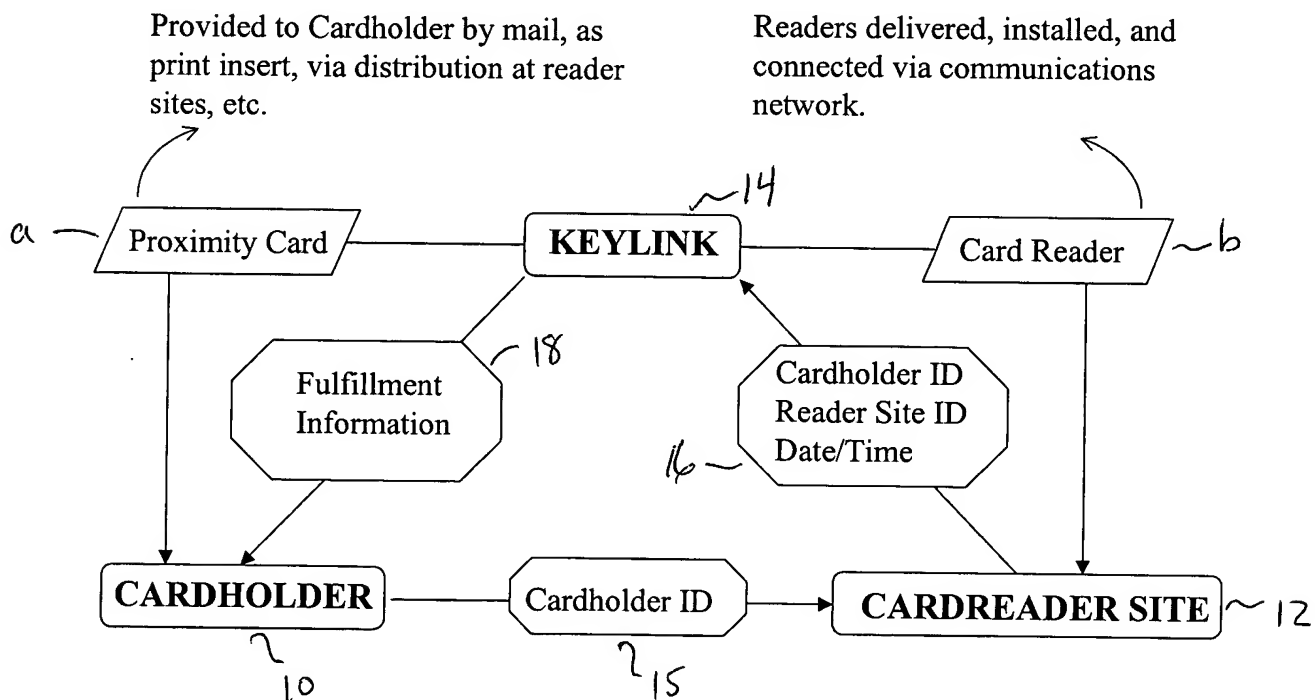 Provided to Cardholder by mail, as
print insert, via distribution at reader
sites, etc.
Readers delivered, installed, and
connected via communications
network.
14
a
Proximity Card
KEYLINK
Card Reader
b
18
Fulfillment
Information
Cardholder ID
Reader Site ID
Date/Time
16
CARDHOLDER
Cardholder ID
CARDREADER SITE
12
10
15